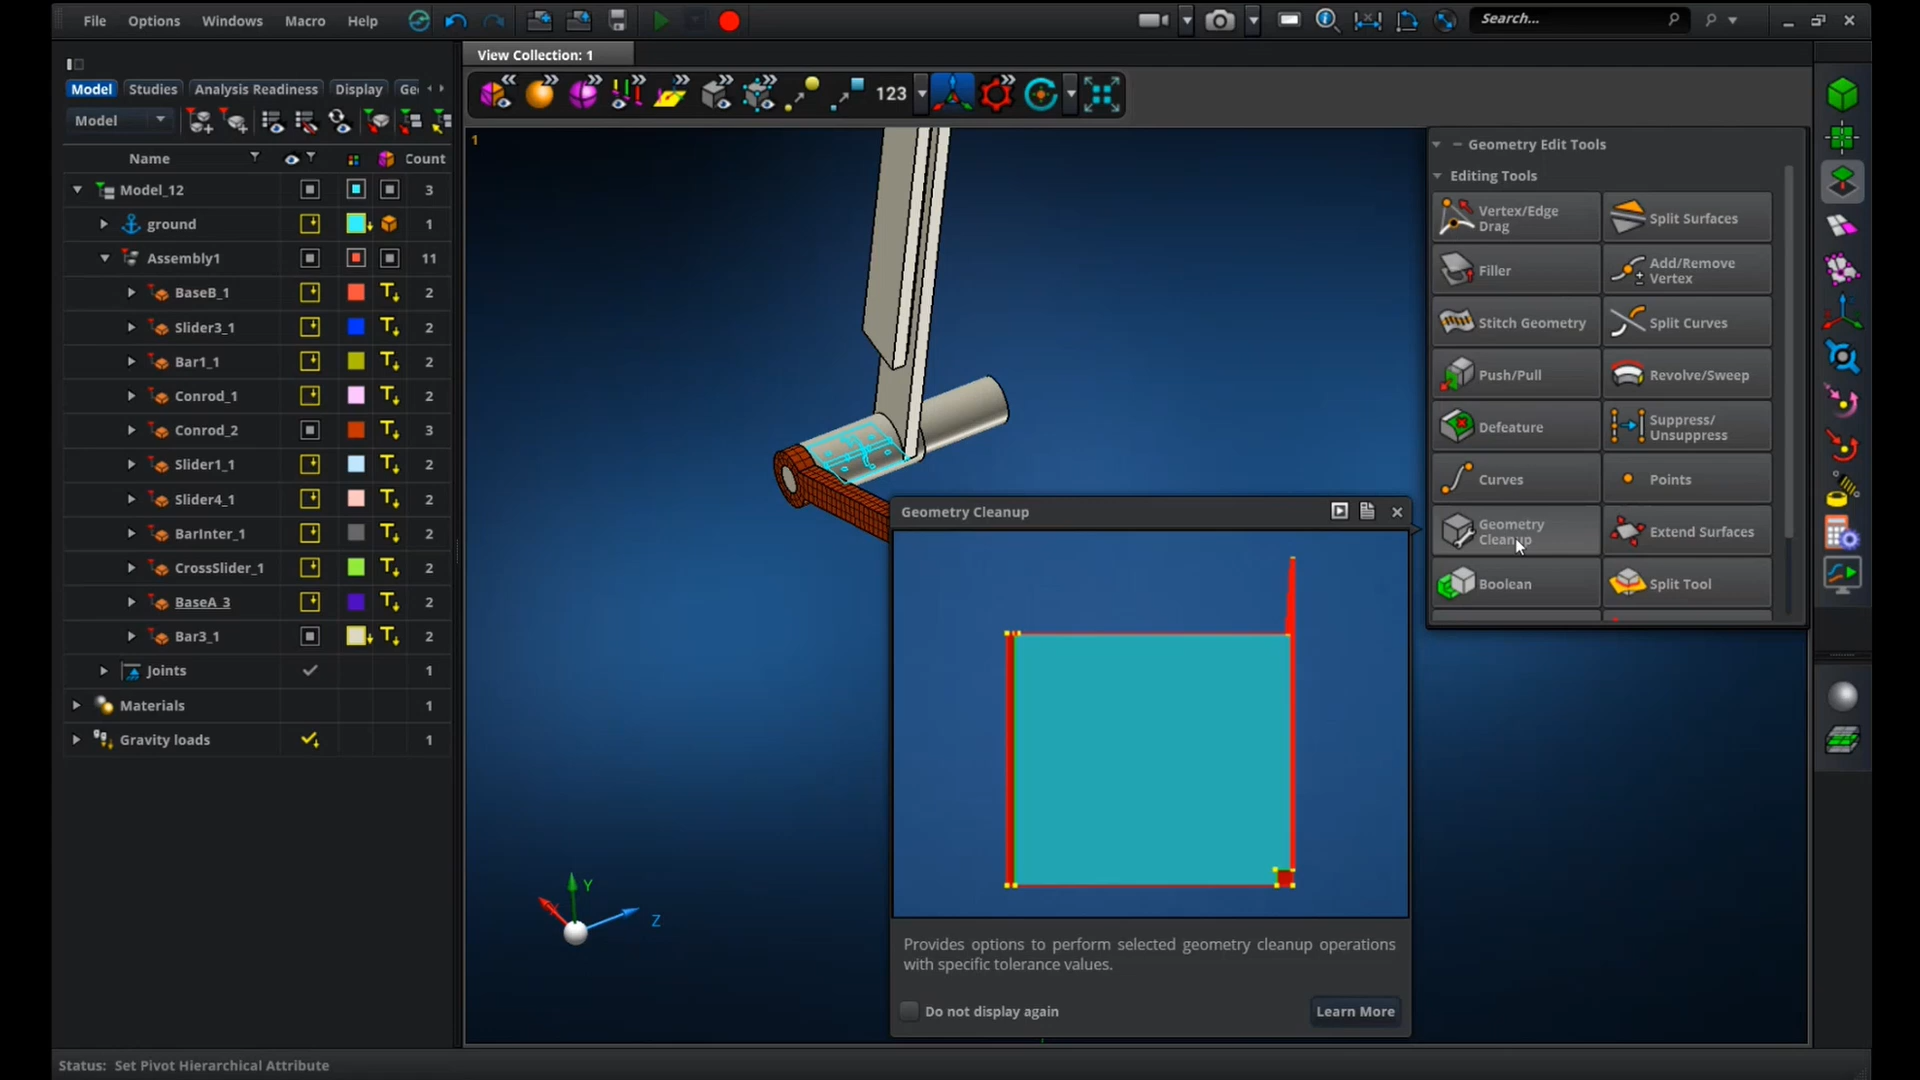 File Options Windows Macro Help Search...
View Collection: 1
Model Studies Analysis Readiness Display Geo
Model 123
1
Geometry Edit Tools
Editing Tools
Name Count
Model_12 3
ground 1
Assembly1 11
BaseB_1 2
Slider3_1 2
Bar1_1 2
Conrod_1 2
Conrod_2 3
Slider1_1 2
Slider4_1 2
BarInter_1 2
CrossSlider_1 2
BaseA_3 2
Bar3_1 2
Joints 1
Materials 1
Gravity loads 1
Vertex/Edge
Drag
Split Surfaces
Filler
Add/Remove
Vertex
Stitch Geometry
Split Curves
Push/Pull
Revolve/Sweep
Defeature
Suppress/
Unsuppress
Curves
Points
Geometry
Cleanup
Extend Surfaces
Boolean
Split Tool
Geometry Cleanup
Provides options to perform selected geometry cleanup operations
with specific tolerance values.
Do not display again
Learn More
Y
Z
Status: Set Pivot Hierarchical Attribute